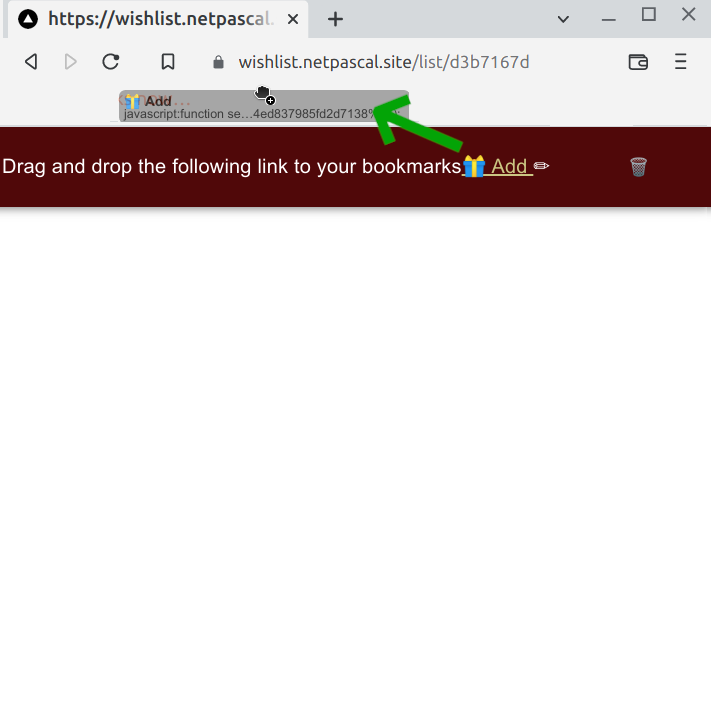 https://wishlist.netpascal.
wishlist.netpascal.site/list/d3b7167d
Add
javascript:function se…4ed837985fd2d7138%
Drag and drop the following link to your bookmarks Add